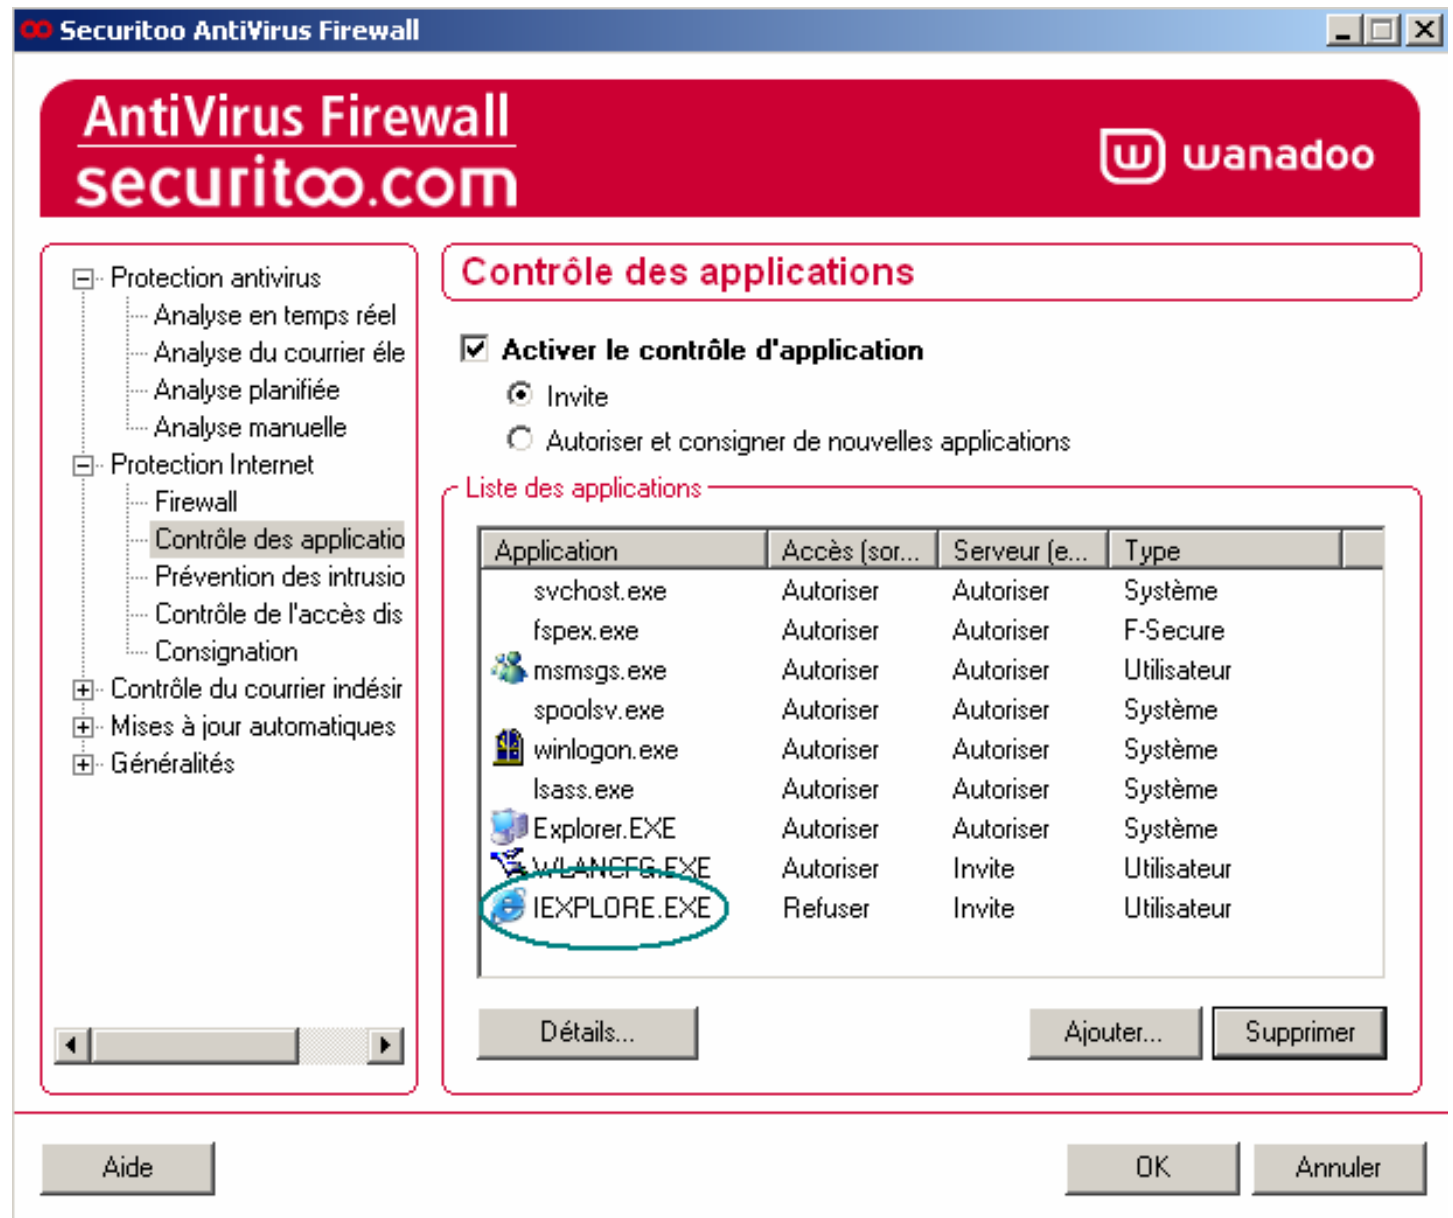 Securitoo AntiVirus Firewall
AntiVirus Firewall
securitoo.com
wanadoo
Protection antivirus
Analyse en temps réel
Analyse du courrier éle
Analyse planifiée
Analyse manuelle
Protection Internet
Firewall
Contrôle des applicatio
Prévention des intrusio
Contrôle de l'accès dis
Consignation
Contrôle du courrier indésir
Mises à jour automatiques
Généralités
Contrôle des applications
Activer le contrôle d'application
Invite
Autoriser et consigner de nouvelles applications
Liste des applications
Application Accès (sor... Serveur (e... Type
svchost.exe Autoriser Autoriser Système
fspex.exe Autoriser Autoriser F-Secure
msmsgs.exe Autoriser Autoriser Utilisateur
spoolsv.exe Autoriser Autoriser Système
winlogon.exe Autoriser Autoriser Système
lsass.exe Autoriser Autoriser Système
Explorer.EXE Autoriser Autoriser Système
WLANCFG.EXE Autoriser Invite Utilisateur
IEXPLORE.EXE Refuser Invite Utilisateur
Détails... Ajouter... Supprimer
Aide OK Annuler